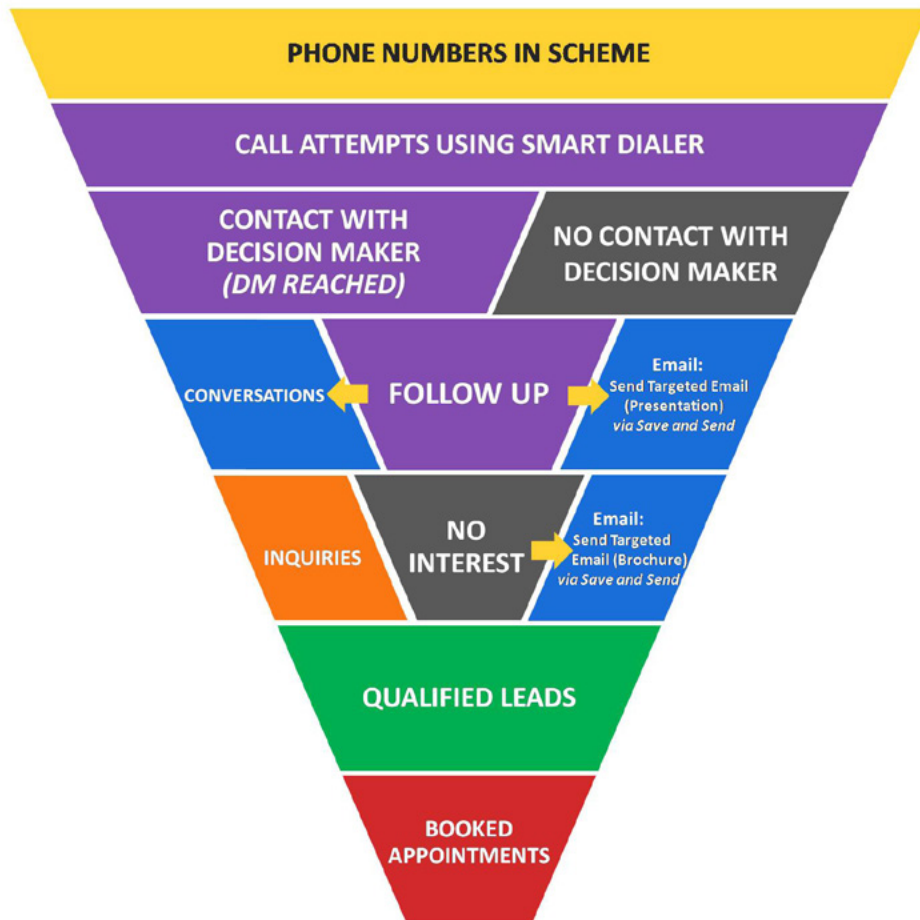 PHONE NUMBERS IN SCHEME
CALL ATTEMPTS USING SMART DIALER
CONTACT WITH
DECISION MAKER
(DM REACHED)
NO CONTACT WITH
DECISION MAKER
CONVERSATIONS
FOLLOW UP
Email:
Send Targeted Email
(Presentation)
via Save and Send
INQUIRIES
NO
INTEREST
Email:
Send Targeted
Email (Brochure)
via Save and Send
QUALIFIED LEADS
BOOKED
APPOINTMENTS